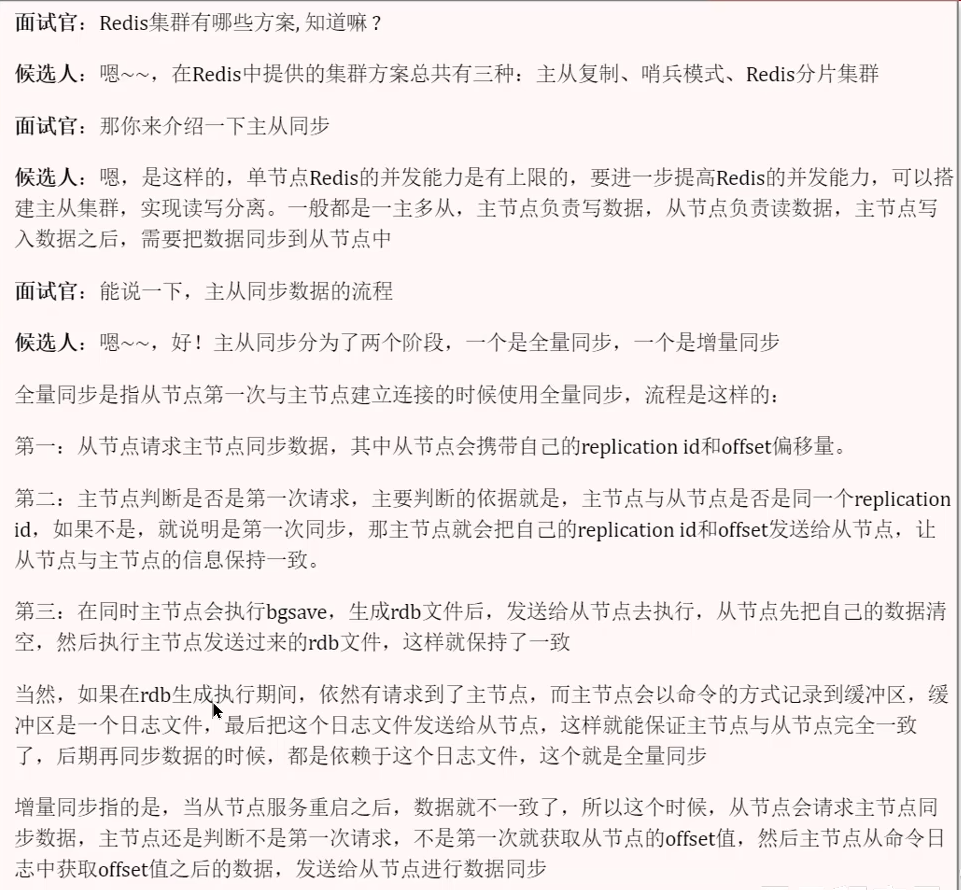 面试官：Redis集群有哪些方案, 知道嘛？
候选人：嗯~~，在Redis中提供的集群方案总共有三种：主从复制、哨兵模式、Redis分片集群
面试官：那你来介绍一下主从同步
候选人：嗯，是这样的，单节点Redis的并发能力是有上限的，要进一步提高Redis的并发能力，可以搭
建主从集群，实现读写分离。一般都是一主多从，主节点负责写数据，从节点负责读数据，主节点写
入数据之后，需要把数据同步到从节点中
面试官：能说一下，主从同步数据的流程
候选人：嗯~~，好！主从同步分为了两个阶段，一个是全量同步，一个是增量同步
全量同步是指从节点第一次与主节点建立连接的时候使用全量同步，流程是这样的：
第一：从节点请求主节点同步数据，其中从节点会携带自己的replication id和offset偏移量。
第二：主节点判断是否是第一次请求，主要判断的依据就是，主节点与从节点是否是同一个replication
id，如果不是，就说明是第一次同步，那主节点就会把自己的replication id和offset发送给从节点，让
从节点与主节点的信息保持一致。
第三：在同时主节点会执行bgsave，生成rdb文件后，发送给从节点去执行，从节点先把自己的数据清
空，然后执行主节点发送过来的rdb文件，这样就保持了一致
当然，如果在rdb生成执行期间，依然有请求到了主节点，而主节点会以命令的方式记录到缓冲区，缓
冲区是一个日志文件，最后把这个日志文件发送给从节点，这样就能保证主节点与从节点完全一致
了，后期再同步数据的时候，都是依赖于这个日志文件，这个就是全量同步
增量同步指的是，当从节点服务重启之后，数据就不一致了，所以这个时候，从节点会请求主节点同
步数据，主节点还是判断不是第一次请求，不是第一次就获取从节点的offset值，然后主节点从命令日
志中获取offset值之后的数据，发送给从节点进行数据同步